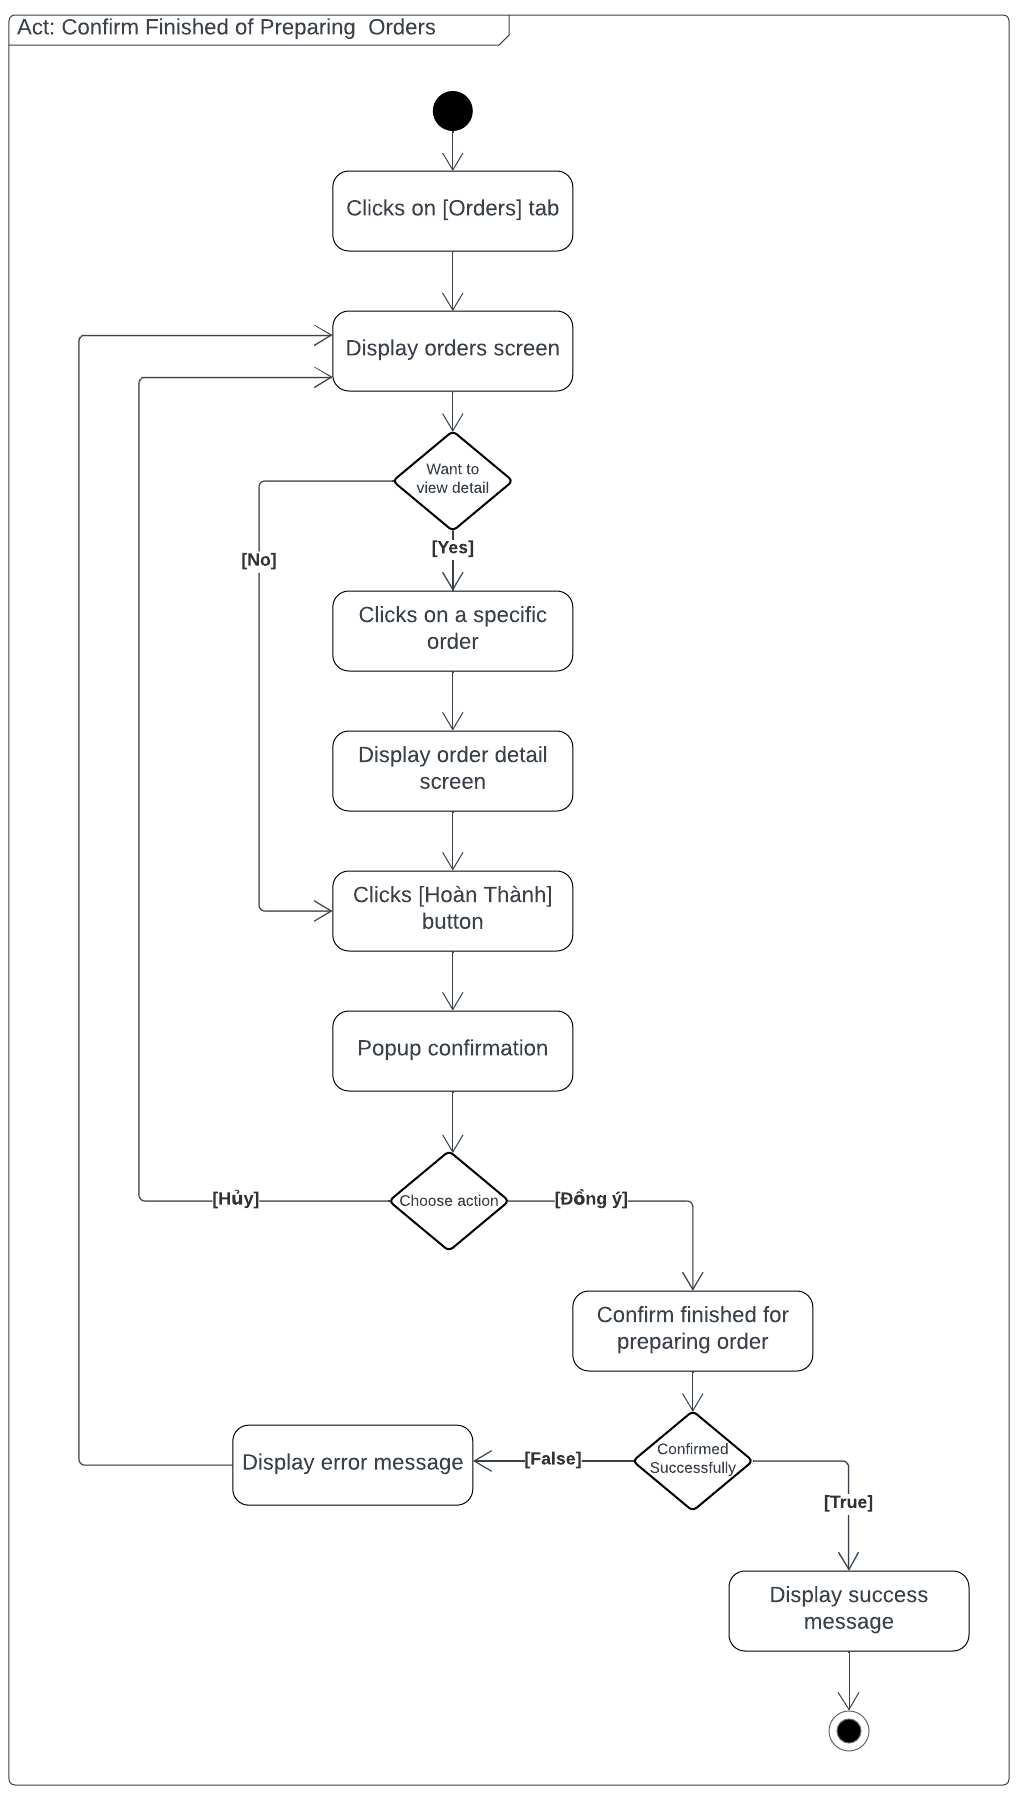 Act: Confirm Finished of Preparing  Orders
Clicks on [Orders] tab
Display orders screen
Want to
view detail
[No]
[Yes]
Clicks on a specific
order
Display order detail
screen
Clicks [Hoàn Thành]
button
Popup confirmation
Choose action
[Hủy]
[Đồng ý]
Confirm finished for
preparing order
Confirmed
Successfully
[False]
Display error message
[True]
Display success
message